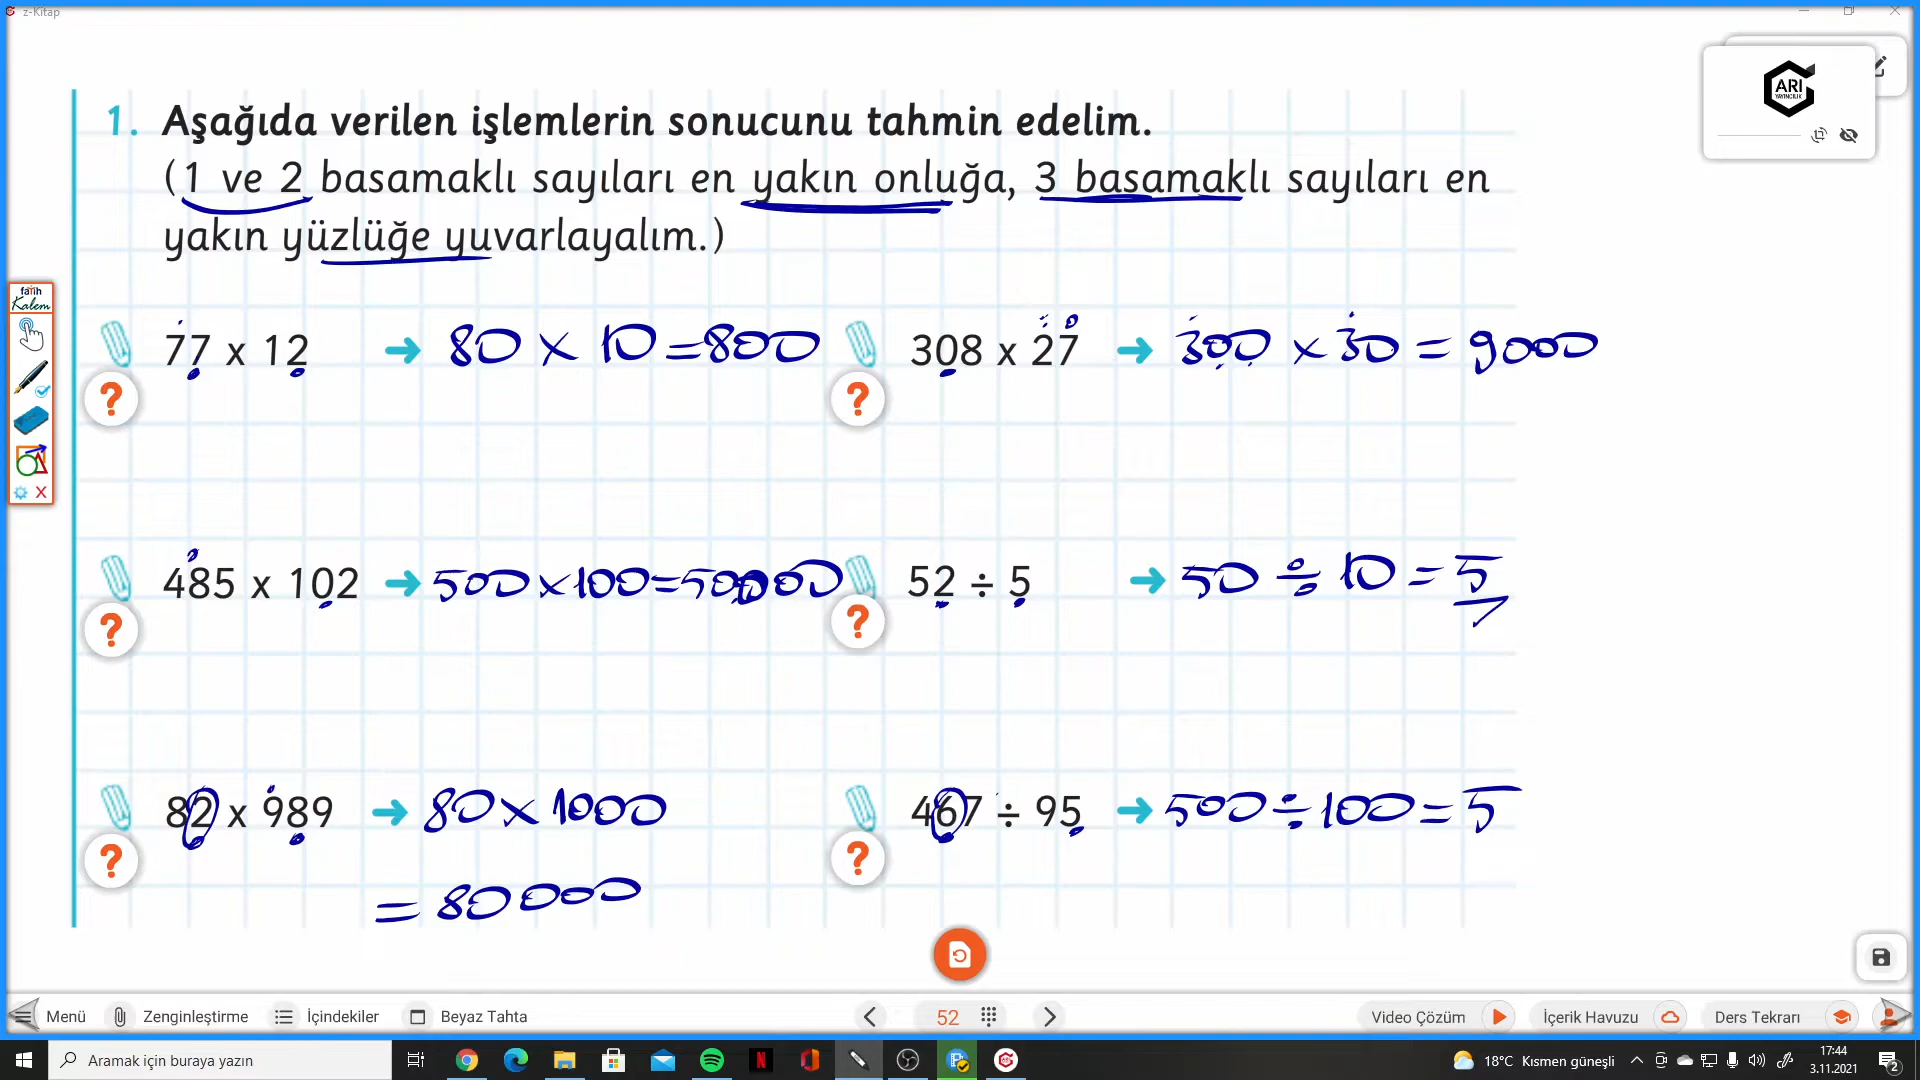 z-Kitap
ARI
YAYINCILIK
1. Aşağıda verilen işlemlerin sonucunu tahmin edelim.
(1 ve 2 basamaklı sayıları en yakın onluğa, 3 basamaklı sayıları en
yakın yüzlüğe yuvarlayalım.)
fatih
Kalem
77 x 12 → 80 x 10 = 800
308 x 27 → 300 x 30 = 9000
485 x 102 → 500 x 100 = 50000
52 ÷ 5 → 50 ÷ 10 = 5
82 x 989 → 80 x 1000
= 80000
467 ÷ 95 → 500 ÷ 100 = 5
Menü Zenginleştirme İçindekiler Beyaz Tahta 52 Video Çözüm İçerik Havuzu Ders Tekrarı
Aramak için buraya yazın 18°C Kısmen güneşli 17:44
3.11.2021 2